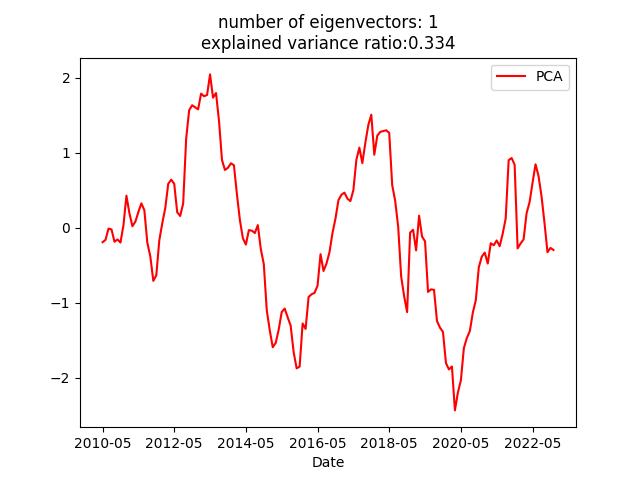 number of eigenvectors: 1
explained variance ratio:0.334
PCA
2
1
0
−1
−2
2010-05 2012-05 2014-05 2016-05 2018-05 2020-05 2022-05
Date